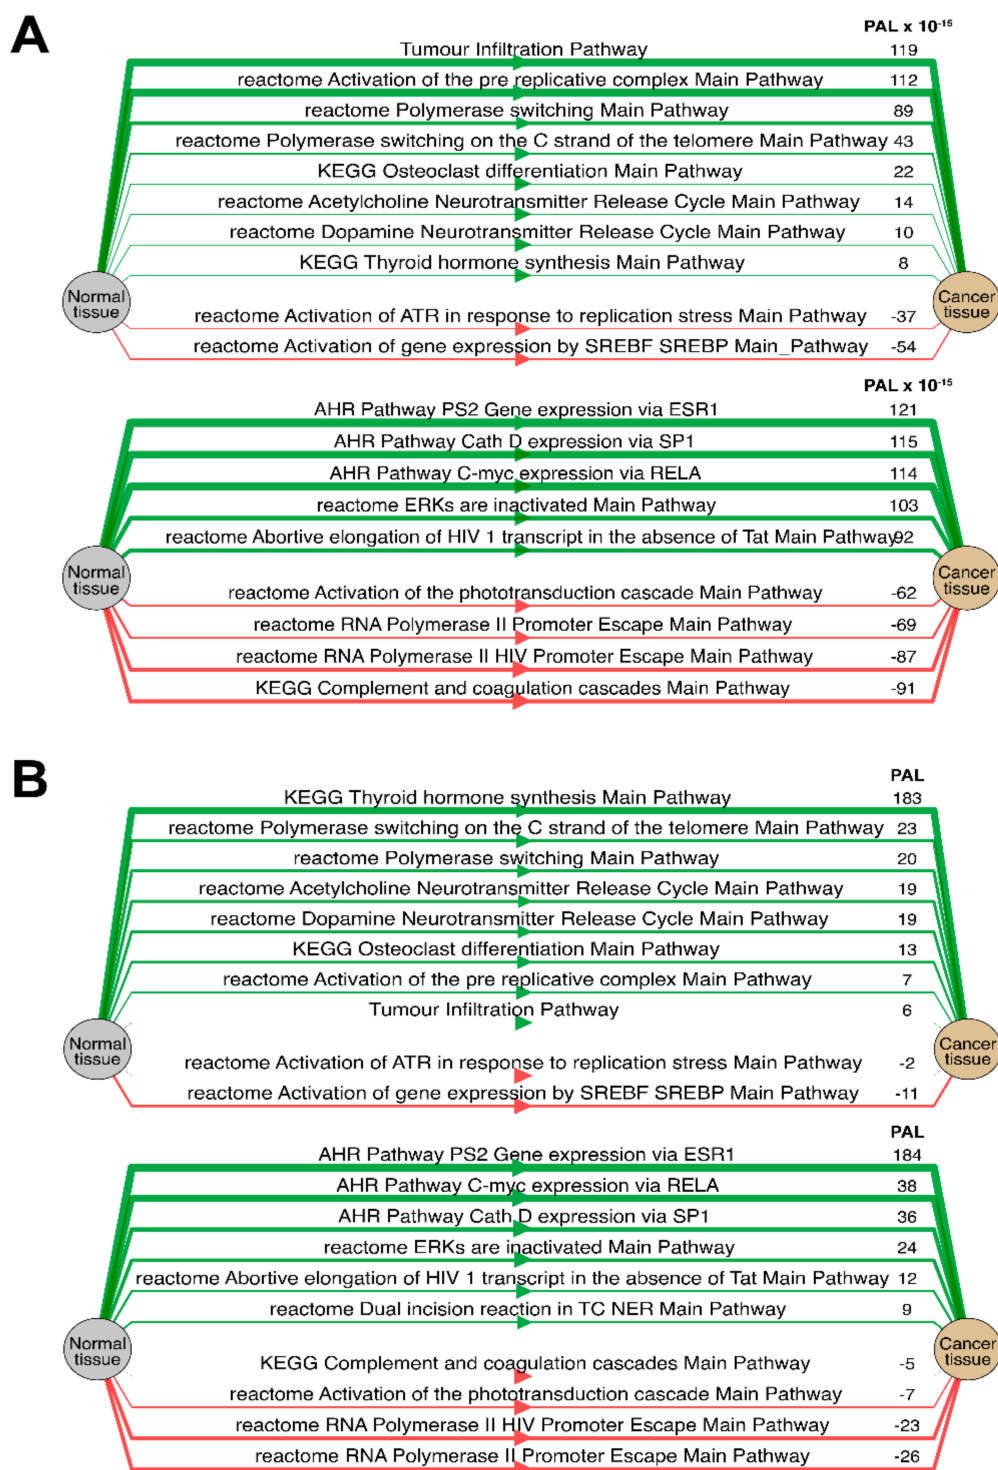 A
PAL x 10-15
Tumour Infiltration Pathway 119
reactome Activation of the pre replicative complex Main Pathway 112
reactome Polymerase switching Main Pathway 89
reactome Polymerase switching on the C strand of the telomere Main Pathway 43
KEGG Osteoclast differentiation Main Pathway 22
reactome Acetylcholine Neurotransmitter Release Cycle Main Pathway 14
reactome Dopamine Neurotransmitter Release Cycle Main Pathway 10
KEGG Thyroid hormone synthesis Main Pathway 8
Normal tissue
Cancer tissue
reactome Activation of ATR in response to replication stress Main Pathway -37
reactome Activation of gene expression by SREBF SREBP Main_Pathway -54
PAL x 10-15
AHR Pathway PS2 Gene expression via ESR1 121
AHR Pathway Cath D expression via SP1 115
AHR Pathway C-myc expression via RELA 114
reactome ERKs are inactivated Main Pathway 103
reactome Abortive elongation of HIV 1 transcript in the absence of Tat Main Pathway 92
Normal tissue
Cancer tissue
reactome Activation of the phototransduction cascade Main Pathway -62
reactome RNA Polymerase II Promoter Escape Main Pathway -69
reactome RNA Polymerase II HIV Promoter Escape Main Pathway -87
KEGG Complement and coagulation cascades Main Pathway -91
B
PAL
KEGG Thyroid hormone synthesis Main Pathway 183
reactome Polymerase switching on the C strand of the telomere Main Pathway 23
reactome Polymerase switching Main Pathway 20
reactome Acetylcholine Neurotransmitter Release Cycle Main Pathway 19
reactome Dopamine Neurotransmitter Release Cycle Main Pathway 19
KEGG Osteoclast differentiation Main Pathway 13
reactome Activation of the pre replicative complex Main Pathway 7
Tumour Infiltration Pathway 6
Normal tissue
Cancer tissue
reactome Activation of ATR in response to replication stress Main Pathway -2
reactome Activation of gene expression by SREBF SREBP Main Pathway -11
PAL
AHR Pathway PS2 Gene expression via ESR1 184
AHR Pathway C-myc expression via RELA 38
AHR Pathway Cath D expression via SP1 36
reactome ERKs are inactivated Main Pathway 24
reactome Abortive elongation of HIV 1 transcript in the absence of Tat Main Pathway 12
reactome Dual incision reaction in TC NER Main Pathway 9
Normal tissue
Cancer tissue
KEGG Complement and coagulation cascades Main Pathway -5
reactome Activation of the phototransduction cascade Main Pathway -7
reactome RNA Polymerase II HIV Promoter Escape Main Pathway -23
reactome RNA Polymerase II Promoter Escape Main Pathway -26